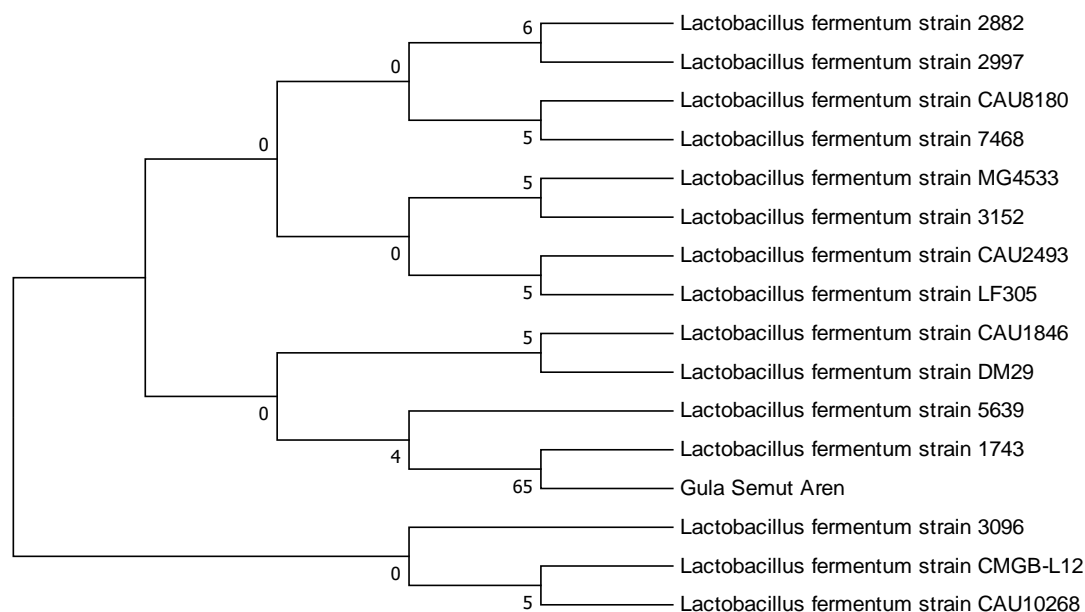 6
Lactobacillus fermentum strain 2882
0
Lactobacillus fermentum strain 2997
Lactobacillus fermentum strain CAU8180
5
Lactobacillus fermentum strain 7468
0
5
Lactobacillus fermentum strain MG4533
Lactobacillus fermentum strain 3152
0
Lactobacillus fermentum strain CAU2493
5
Lactobacillus fermentum strain LF305
5
Lactobacillus fermentum strain CAU1846
Lactobacillus fermentum strain DM29
0
Lactobacillus fermentum strain 5639
4
Lactobacillus fermentum strain 1743
65
Gula Semut Aren
Lactobacillus fermentum strain 3096
0
Lactobacillus fermentum strain CMGB-L12
5
Lactobacillus fermentum strain CAU10268